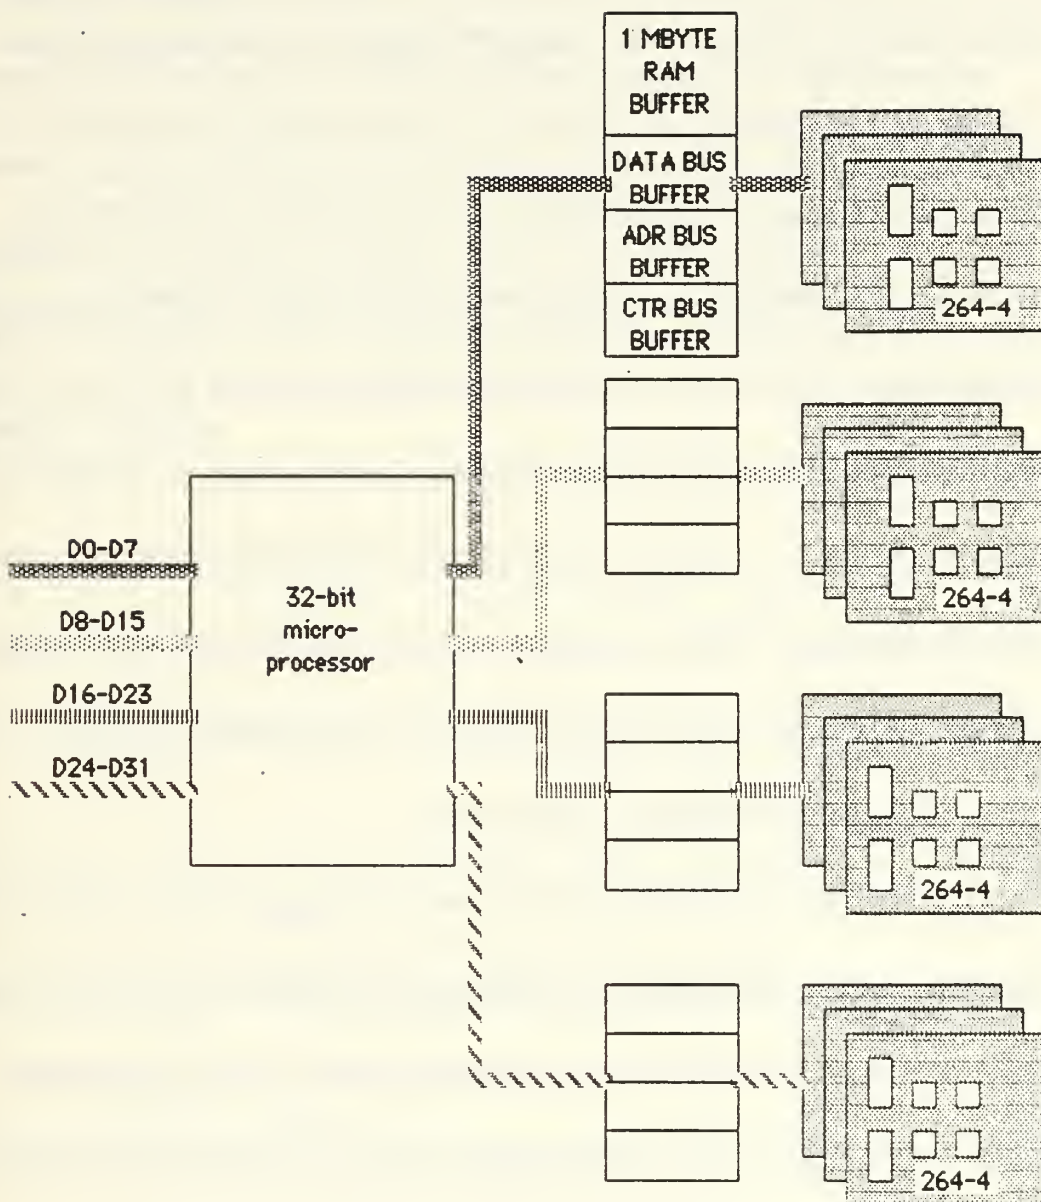 1 MBYTE
RAM
BUFFER
DATA BUS
BUFFER
ADR BUS
BUFFER
CTR BUS
BUFFER
264-4
264-4
D0-D7
D8-D15
D16-D23
D24-D31
32-bit
micro-
processor
264-4
264-4